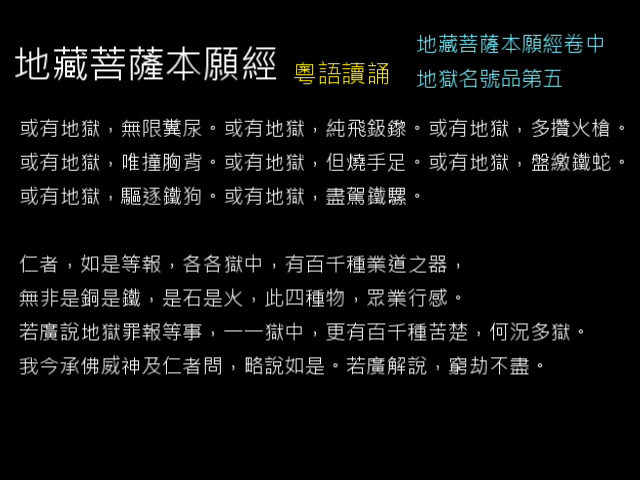 地藏菩薩本願經
粵語讀誦
地藏菩薩本願經卷中
地獄名號品第五
或有地獄，無限糞尿。或有地獄，純飛鈒鑗。或有地獄，多攢火槍。
或有地獄，唯撞胸背。或有地獄，但燒手足。或有地獄，盤繳鐵蛇。
或有地獄，驅逐鐵狗。或有地獄，盡駕鐵騾。
仁者，如是等報，各各獄中，有百千種業道之器，
無非是銅是鐵，是石是火，此四種物，眾業行感。
若廣說地獄罪報等事，一一獄中，更有百千種苦楚，何況多獄。
我今承佛威神及仁者問，略說如是。若廣解說，窮劫不盡。